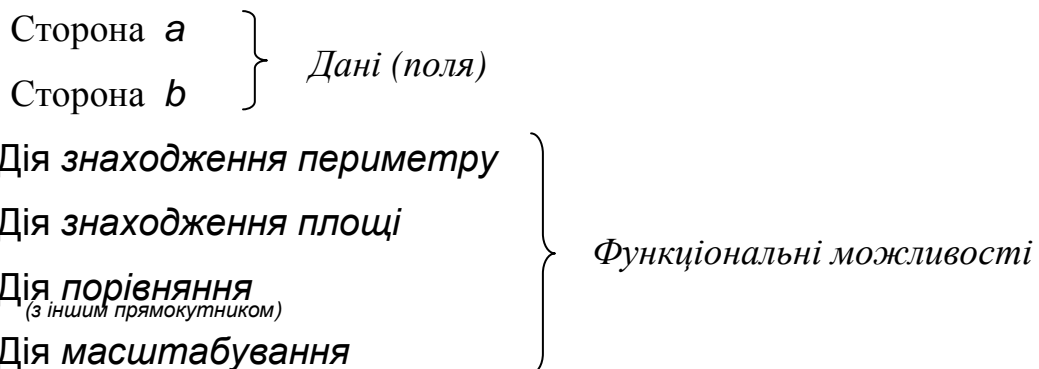 Сторона a
Сторона b
Дані (поля)
Дія знаходження периметру
Дія знаходження площі
Дія порівняння
(з іншим прямокутником)
Дія масштабування
Функціональні можливості